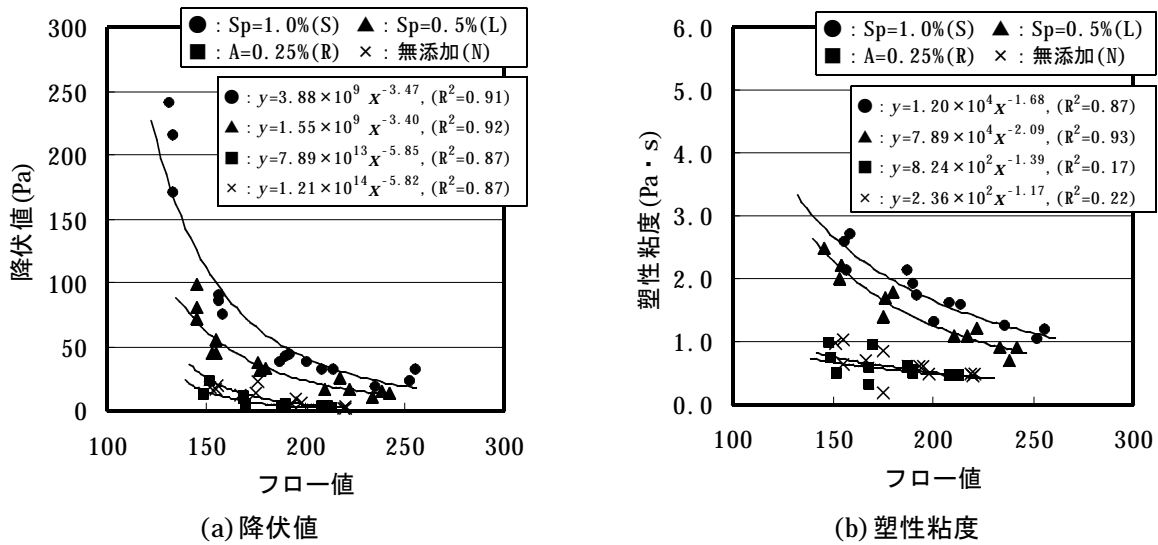 ● : Sp=1.0%(S) ▲ : Sp=0.5%(L)
■ : A=0.25%(R) × : 無添加(N)
● : y=3.88×10⁹ X⁻³·⁴⁷, (R²=0.91)
▲ : y=1.55×10⁹ X⁻³·⁴⁰, (R²=0.92)
■ : y=7.89×10¹³X⁻⁵·⁸⁵, (R²=0.87)
× : y=1.21×10¹⁴X⁻⁵·⁸², (R²=0.87)
降伏値(Pa)
300
250
200
150
100
50
0
100 150 200 250 300
フロー値
(a)降伏値
● : Sp=1.0%(S) ▲ : Sp=0.5%(L)
■ : A=0.25%(R) × : 無添加(N)
● : y=1.20×10⁴X⁻¹·⁶⁸, (R²=0.87)
▲ : y=7.89×10⁴X⁻²·⁰⁹, (R²=0.93)
■ : y=8.24×10²X⁻¹·³⁹, (R²=0.17)
× : y=2.36×10²X⁻¹·¹⁷, (R²=0.22)
塑性粘度(Pa・s)
6.0
5.0
4.0
3.0
2.0
1.0
0.0
100 150 200 250 300
フロー値
(b)塑性粘度